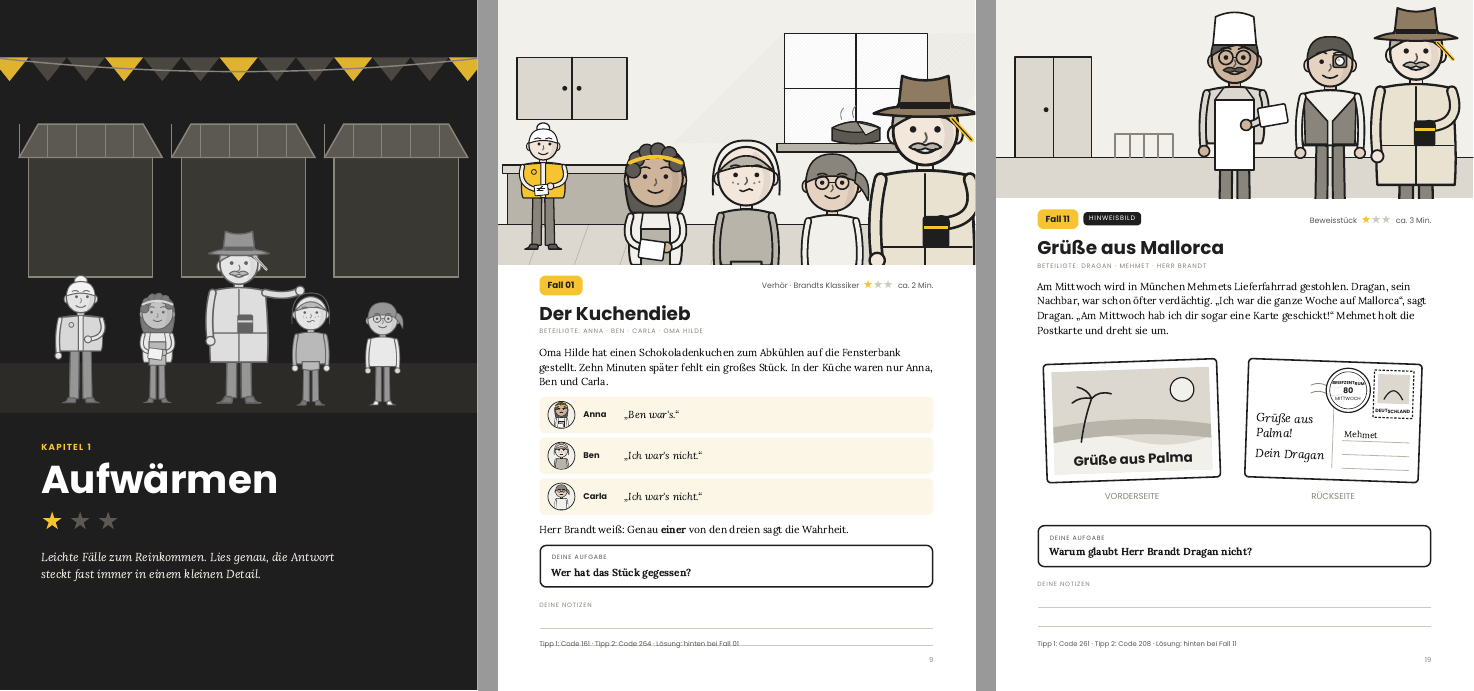 KAPITEL 1
Aufwärmen
Leichte Fälle zum Reinkommen. Lies genau, die Antwort
steckt fast immer in einem kleinen Detail.
Fall 01
Verhör · Brandts Klassiker ca. 2 Min.
Der Kuchendieb
BETEILIGTE: ANNA · BEN · CARLA · OMA HILDE
Oma Hilde hat einen Schokoladenkuchen zum Abkühlen auf die Fensterbank
gestellt. Zehn Minuten später fehlt ein großes Stück. In der Küche waren nur Anna,
Ben und Carla.
Anna „Ben war's.“
Ben „Ich war's nicht.“
Carla „Ich war's nicht.“
Herr Brandt weiß: Genau einer von den dreien sagt die Wahrheit.
DEINE AUFGABE
Wer hat das Stück gegessen?
DEINE NOTIZEN
Tipp 1: Code 161 · Tipp 2: Code 264 · Lösung: hinten bei Fall 01
9
Fall 11 HINWEISBILD
Beweisstück ca. 3 Min.
Grüße aus Mallorca
BETEILIGTE: DRAGAN · MEHMET · HERR BRANDT
Am Mittwoch wird in München Mehmets Lieferfahrrad gestohlen. Dragan, sein
Nachbar, war schon öfter verdächtig. „Ich war die ganze Woche auf Mallorca“, sagt
Dragan. „Am Mittwoch hab ich dir sogar eine Karte geschickt!“ Mehmet holt die
Postkarte und dreht sie um.
Grüße aus Palma
BRIEFZENTRUM
80
MITTWOCH
DEUTSCHLAND
Grüße aus
Palma!
Dein Dragan
Mehmet
VORDERSEITE
RÜCKSEITE
DEINE AUFGABE
Warum glaubt Herr Brandt Dragan nicht?
DEINE NOTIZEN
Tipp 1: Code 261 · Tipp 2: Code 208 · Lösung: hinten bei Fall 11
19